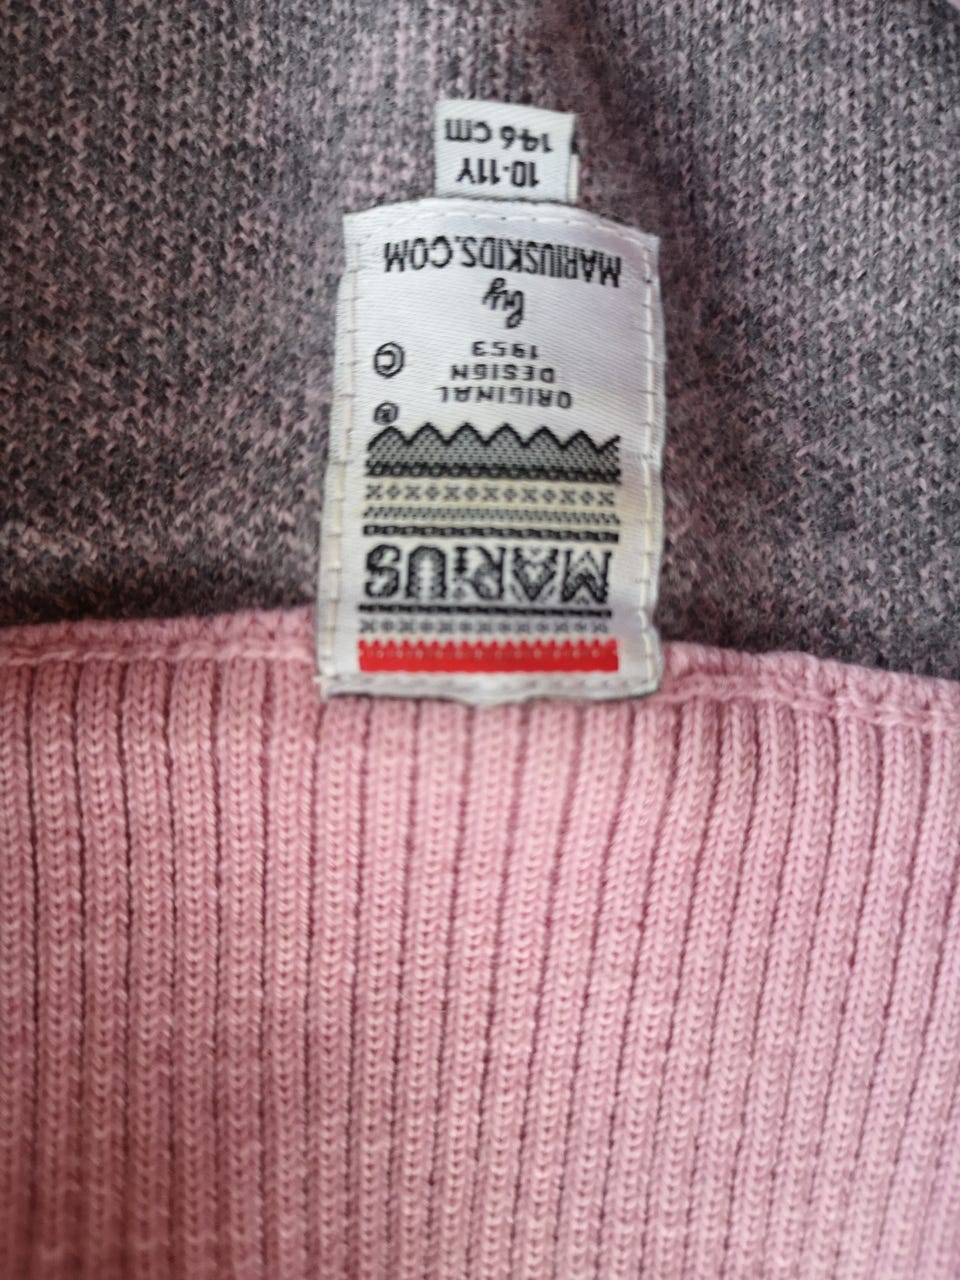 MARIUS
®
ORIGINAL
DESIGN
1953
©
by
MARIUSKIDS.COM
10-11Y
146 cm